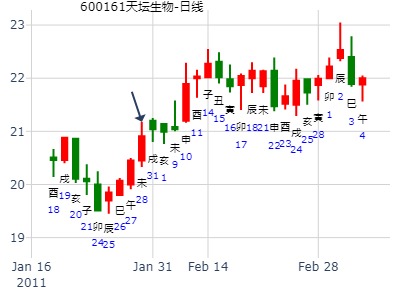 600161天坛生物-日线
23
22
21
20
19
酉
18
戌
19
亥
20
子
21
卯
24
辰
25
巳
26
午
27
未
28
戌
31
亥
1
未
9
申
10
酉
11
子
14
丑
15
寅
16
卯
17
辰
18
未
21
申
22
酉
23
戌
24
亥
25
寅
28
卯
1
辰
2
巳
3
午
4
Jan 16
2011
Jan 31
Feb 14
Feb 28